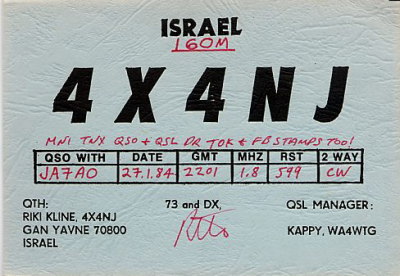 ISRAEL
160M
4X4NJ
MNI TNX QSO + QSL DR TOK + FB STAMPS TOO!
QSO WITH DATE GMT MHZ RST 2 WAY
JA7AO 27.1.84 2201 1.8 599 CW
QTH: 73 and DX, QSL MANAGER:
RIKI KLINE, 4X4NJ
GAN YAVNE 70800 KAPPY, WA4WTG
ISRAEL